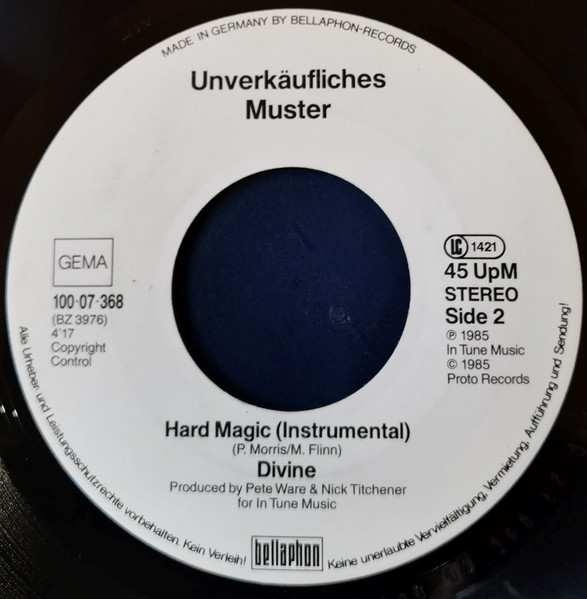 MADE IN GERMANY BY BELLAPHON-RECORDS
Unverkäufliches
Muster
GEMA
100·07·368
(BZ 3976)
4'17
Copyright
Control
LC 1421
45 UpM
STEREO
Side 2
℗ 1985
In Tune Music
© 1985
Proto Records
Hard Magic (Instrumental)
(P. Morris/M. Flinn)
Divine
Produced by Pete Ware & Nick Titchener
for In Tune Music
bellaphon
Alle Urheber- und Leistungsschutzrechte vorbehalten. Kein Verleih! Keine unerlaubte Vervielfältigung, Vermietung, Aufführung und Sendung!